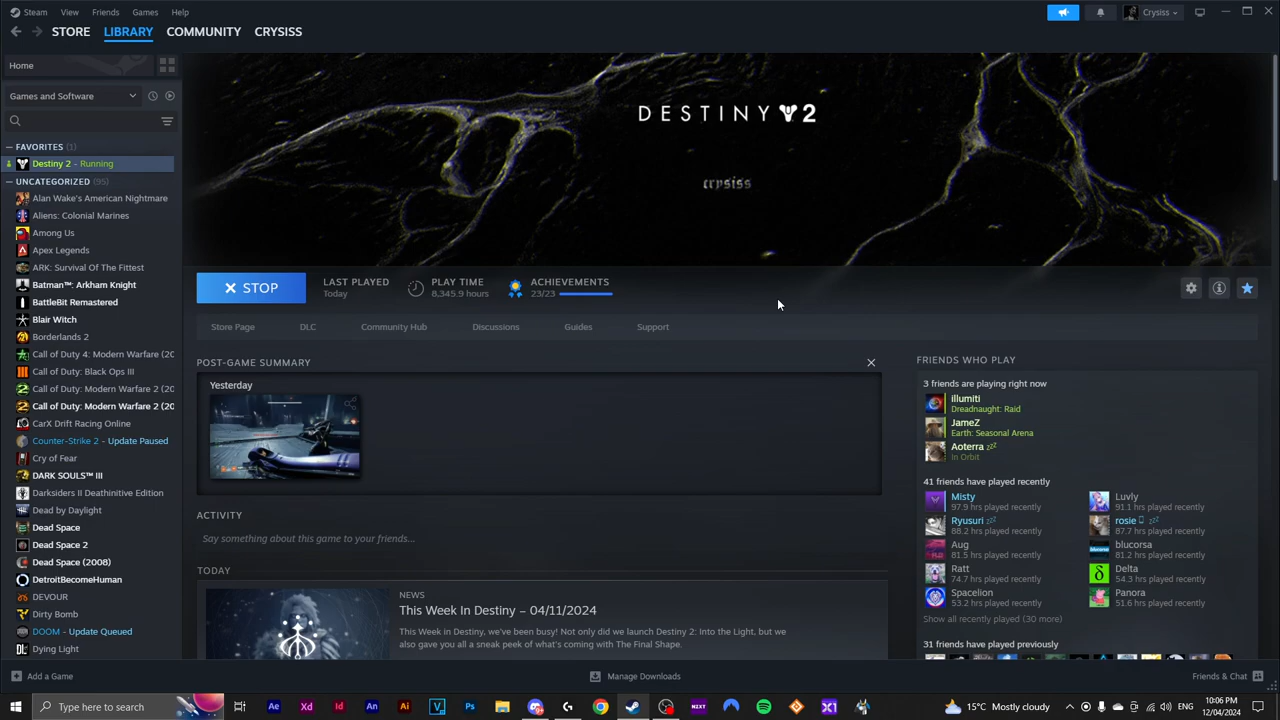 Steam View Friends Games Help
Crysiss
STORE LIBRARY COMMUNITY CRYSISS
Home
Games and Software
FAVORITES (1)
Destiny 2 - Running
UNCATEGORIZED (95)
Alan Wake's American Nightmare
Aliens: Colonial Marines
Among Us
Apex Legends
ARK: Survival Of The Fittest
Batman™: Arkham Knight
BattleBit Remastered
Blair Witch
Borderlands 2
Call of Duty 4: Modern Warfare (20
Call of Duty: Black Ops III
Call of Duty: Modern Warfare 2 (20
Call of Duty: Modern Warfare 2 (20
CarX Drift Racing Online
Counter-Strike 2 - Update Paused
Cry of Fear
DARK SOULS™ III
Darksiders II Deathinitive Edition
Dead by Daylight
Dead Space
Dead Space 2
Dead Space (2008)
DetroitBecomeHuman
DEVOUR
Dirty Bomb
DOOM - Update Queued
Dying Light
DESTINY 2
crysiss
STOP
LAST PLAYED
Today
PLAY TIME
8,345.9 hours
ACHIEVEMENTS
23/23
Store Page DLC Community Hub Discussions Guides Support
POST-GAME SUMMARY
Yesterday
ACTIVITY
Say something about this game to your friends...
TODAY
NEWS
This Week In Destiny – 04/11/2024
This Week in Destiny, we've been busy! Not only did we launch Destiny 2: Into the Light, but we
also gave you all a sneak peek of what's coming with The Final Shape.
FRIENDS WHO PLAY
3 friends are playing right now
illumiti
Dreadnaught: Raid
JameZ
Earth: Seasonal Arena
Aoterra zzz
In Orbit
41 friends have played recently
Misty
97.9 hrs played recently
Luvly
91.1 hrs played recently
Ryusuri zzz
88.2 hrs played recently
rosie zzz
87.7 hrs played recently
Aug
81.5 hrs played recently
blucorsa
81.2 hrs played recently
Ratt
74.7 hrs played recently
Delta
54.3 hrs played recently
Spacelion
53.2 hrs played recently
Panora
51.6 hrs played recently
Show all recently played (30 more)
31 friends have played previously
Add a Game
Manage Downloads
Friends & Chat
Type here to search
Ae Xd Id An Ai V Ps NZXT X1
15°C Mostly cloudy
10:06 PM
12/04/2024